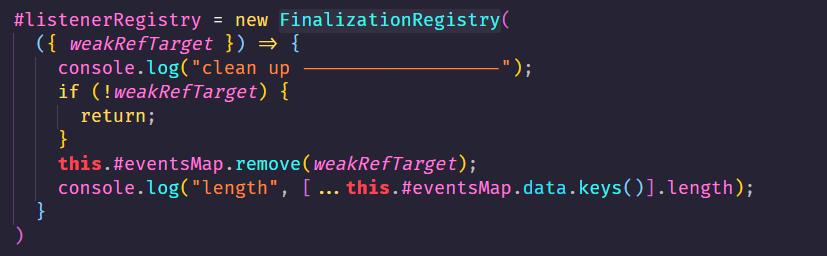 #listenerRegistry = new FinalizationRegistry(
({ weakRefTarget }) => {
console.log("clean up -----------------");
if (!weakRefTarget) {
return;
}
this.#eventsMap.remove(weakRefTarget);
console.log("length", [...this.#eventsMap.data.keys()].length);
}
)